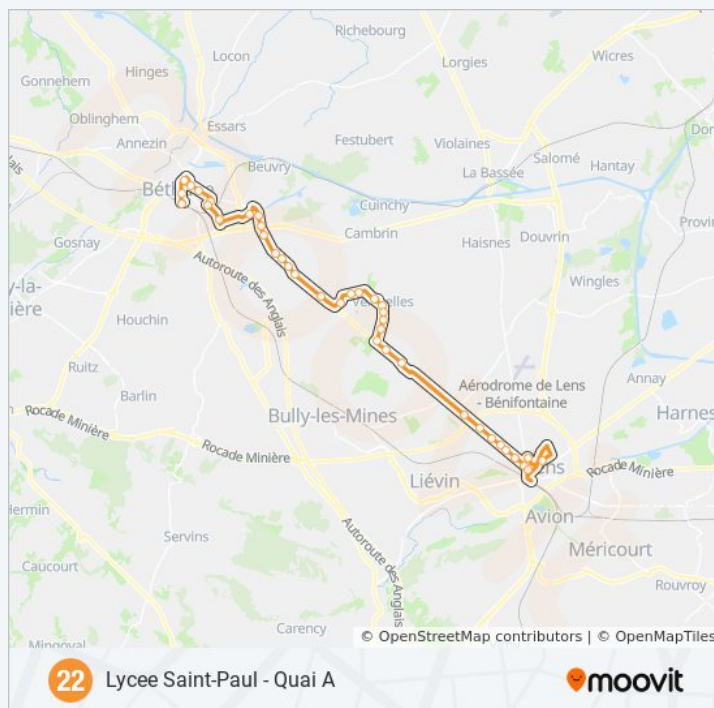 Richebourg
Locon
Lorgies
Wicres
Gonnehem
Hinges
Oblinghem
Essars
Violaines
Festubert
Annezin
Salomé
Hantay
Beuvry
La Bassée
Cuinchy
Gosnay
Cambrin
Douvrin
Haisnes
Autoroute des Anglais
Wingles
Houchin
Ruitz
Annay
Aérodrome de Lens
- Bénifontaine
Barlin
Bully-les-Mines
Harnes
Rocade Minière
Rocade Minière
Rocade Minière
Liévin
Avion
Hermin
Servins
Méricourt
Autoroute des Anglais
Caucourt
Rouvroy
Carency
Mingoval
© OpenStreetMap contributors | © OpenMapTiles
22 Lycee Saint-Paul - Quai A
moovit